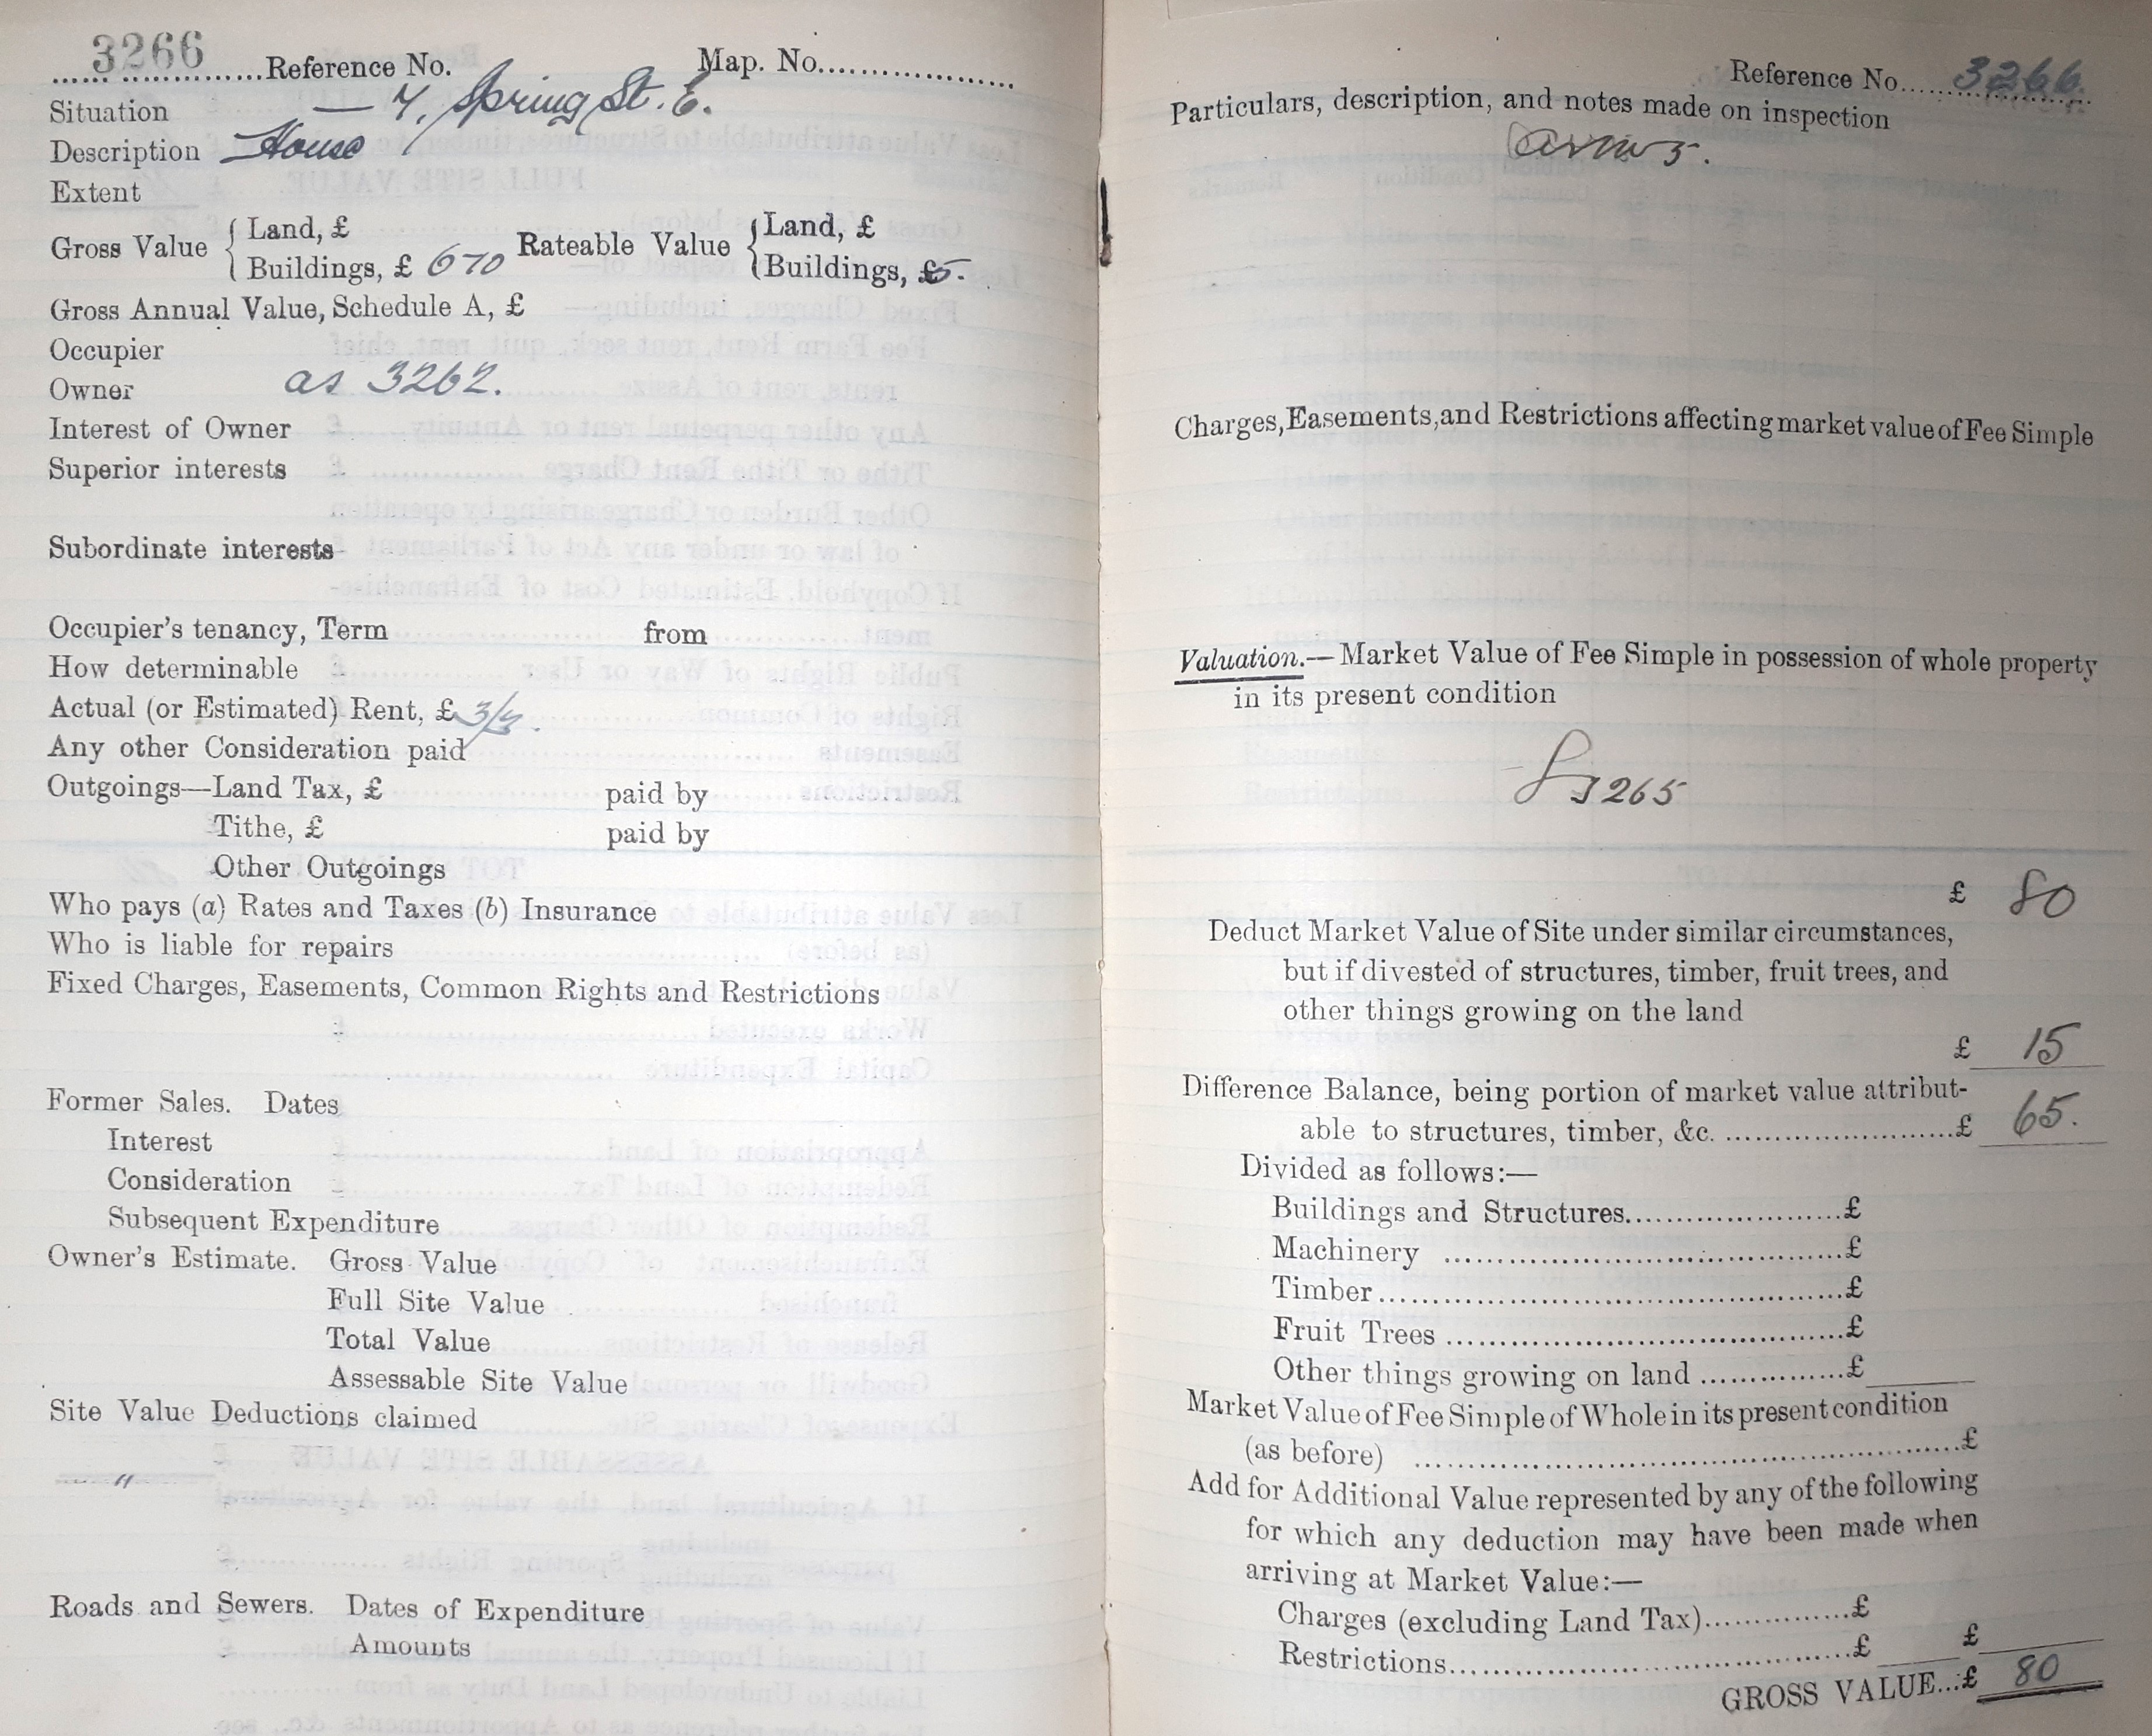 3266 Reference No. Map. No.
Situation — 7, Spring St. E.
Description House
Extent
Gross Value { Land, £
Buildings, £ 6 70 Rateable Value { Land, £
Buildings, £5.
Gross Annual Value, Schedule A, £
Occupier
Owner as 3262.
Interest of Owner
Superior interests
Subordinate interests
Occupier's tenancy, Term from
How determinable
Actual (or Estimated) Rent, £ 3/3.
Any other Consideration paid
Outgoings—Land Tax, £ paid by
Tithe, £ paid by
Other Outgoings
Who pays (a) Rates and Taxes (b) Insurance
Who is liable for repairs
Fixed Charges, Easements, Common Rights and Restrictions
Former Sales. Dates
Interest
Consideration
Subsequent Expenditure
Owner's Estimate. Gross Value
Full Site Value
Total Value
Assessable Site Value
Site Value Deductions claimed
"
Roads and Sewers. Dates of Expenditure
Amounts
Reference No. 3266.
Particulars, description, and notes made on inspection
5.
Charges, Easements, and Restrictions affecting market value of Fee Simple
Valuation.—Market Value of Fee Simple in possession of whole property
in its present condition
3265
£ 80
Deduct Market Value of Site under similar circumstances,
but if divested of structures, timber, fruit trees, and
other things growing on the land
£ 15
Difference Balance, being portion of market value attribut-
able to structures, timber, &c. £ 65.
Divided as follows:—
Buildings and Structures £
Machinery £
Timber £
Fruit Trees £
Other things growing on land £
Market Value of Fee Simple of Whole in its present condition
(as before) £
Add for Additional Value represented by any of the following
for which any deduction may have been made when
arriving at Market Value:—
Charges (excluding Land Tax) £
Restrictions £ £
GROSS VALUE...£ 80